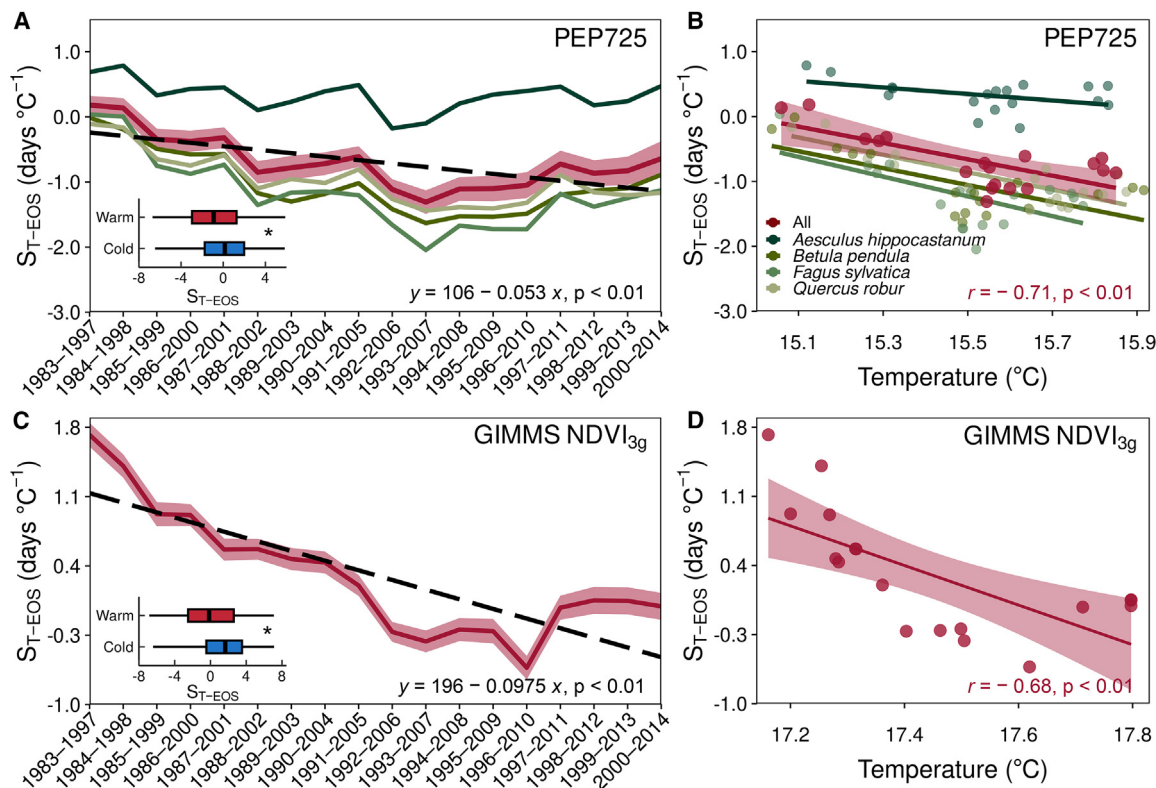 A
PEP725
S_T−EOS (days °C⁻¹)
1.0
0.0
-1.0
-2.0
-3.0
Warm
Cold
*
-8 -4 0 4
S_T−EOS
y = 106 − 0.053 x, p < 0.01
1983−1997
1984−1998
1985−1999
1986−2000
1987−2001
1988−2002
1989−2003
1990−2004
1991−2005
1992−2006
1993−2007
1994−2008
1995−2009
1996−2010
1997−2011
1998−2012
1999−2013
2000−2014
B
PEP725
S_T−EOS (days °C⁻¹)
1.0
0.0
-1.0
-2.0
-3.0
All
Aesculus hippocastanum
Betula pendula
Fagus sylvatica
Quercus robur
r = − 0.71, p < 0.01
15.1 15.3 15.5 15.7 15.9
Temperature (°C)
C
GIMMS NDVI₃g
S_T−EOS (days °C⁻¹)
1.8
1.1
0.4
-0.3
-1.0
Warm
Cold
*
-8 -4 0 4 8
S_T−EOS
y = 196 − 0.0975 x, p < 0.01
1983−1997
1984−1998
1985−1999
1986−2000
1987−2001
1988−2002
1989−2003
1990−2004
1991−2005
1992−2006
1993−2007
1994−2008
1995−2009
1996−2010
1997−2011
1998−2012
1999−2013
2000−2014
D
GIMMS NDVI₃g
S_T−EOS (days °C⁻¹)
1.8
1.1
0.4
-0.3
-1.0
r = − 0.68, p < 0.01
17.2 17.4 17.6 17.8
Temperature (°C)